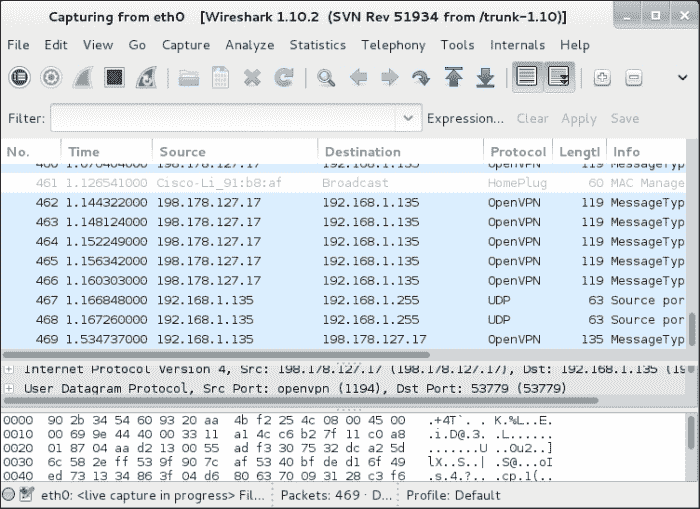 Capturing from eth0 [Wireshark 1.10.2 (SVN Rev 51934 from /trunk-1.10)]
File Edit View Go Capture Analyze Statistics Telephony Tools Internals Help
Filter: Expression... Clear Apply Save
No. Time Source Destination Protocol Lengtl Info
460 1.076404000 198.178.127.17 192.168.1.135 OpenVPN 119 MessageTyp
461 1.126541000 Cisco-Li_91:b8:af Broadcast HomePlug 60 MAC Manage
462 1.144322000 198.178.127.17 192.168.1.135 OpenVPN 119 MessageTyp
463 1.148124000 198.178.127.17 192.168.1.135 OpenVPN 119 MessageTyp
464 1.152249000 198.178.127.17 192.168.1.135 OpenVPN 119 MessageTyp
465 1.156342000 198.178.127.17 192.168.1.135 OpenVPN 119 MessageTyp
466 1.160303000 198.178.127.17 192.168.1.135 OpenVPN 119 MessageTyp
467 1.166848000 192.168.1.135 192.168.1.255 UDP 63 Source por
468 1.167260000 192.168.1.135 192.168.1.255 UDP 63 Source por
469 1.534737000 192.168.1.135 198.178.127.17 OpenVPN 135 MessageTyp
Internet Protocol Version 4, Src: 198.178.127.17 (198.178.127.17), Dst: 192.168.1.135 (19
User Datagram Protocol, Src Port: openvpn (1194), Dst Port: 53779 (53779)
0000 90 2b 34 54 60 93 20 aa 4b f2 25 4c 08 00 45 00 .+4T`. . K.%L..E.
0010 00 69 9e 44 40 00 33 11 a1 4c c6 b2 7f 11 c0 a8 .i.D@.3. .L......
0020 01 87 04 aa d2 13 00 55 ad f3 30 75 32 dc a2 5d .......U ..Ou2..]
0030 6c 58 2e ff 53 9f 90 7c af 53 40 bf de d1 6f 49 lX..S..| .S@...oI
0040 ed 73 13 34 86 3f 04 d6 80 63 70 09 31 28 c3 f6 .s.4.?.. .cp.1(..
eth0: <live capture in progress> Fil... Packets: 469 · D... Profile: Default